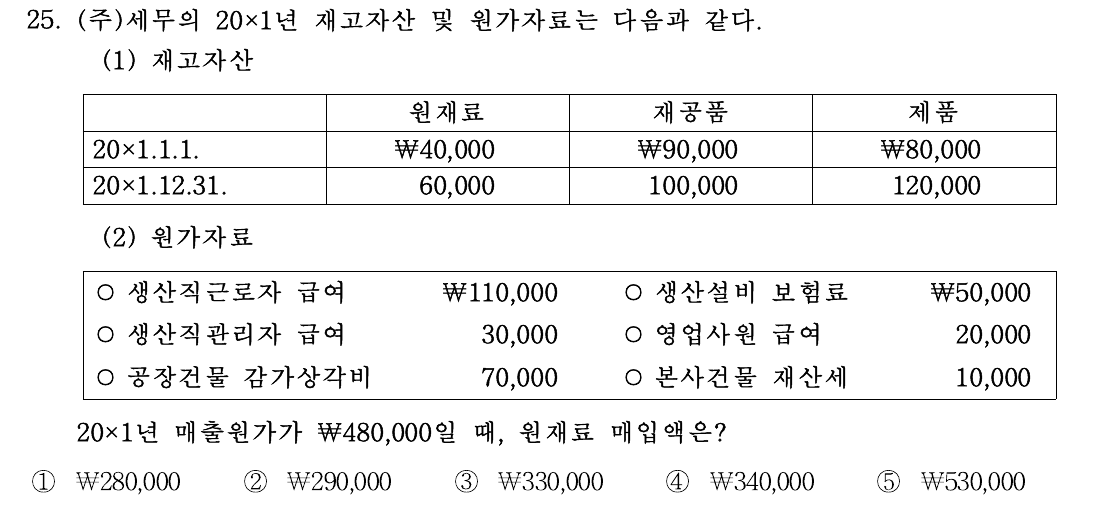 25. (주)세무의 20×1년 재고자산 및 원가자료는 다음과 같다.
(1) 재고자산
원재료 재공품 제품
20×1.1.1. ₩40,000 ₩90,000 ₩80,000
20×1.12.31. 60,000 100,000 120,000
(2) 원가자료
○ 생산직근로자 급여 ₩110,000 ○ 생산설비 보험료 ₩50,000
○ 생산직관리자 급여 30,000 ○ 영업사원 급여 20,000
○ 공장건물 감가상각비 70,000 ○ 본사건물 재산세 10,000
20×1년 매출원가가 ₩480,000일 때, 원재료 매입액은?
① ₩280,000 ② ₩290,000 ③ ₩330,000 ④ ₩340,000 ⑤ ₩530,000